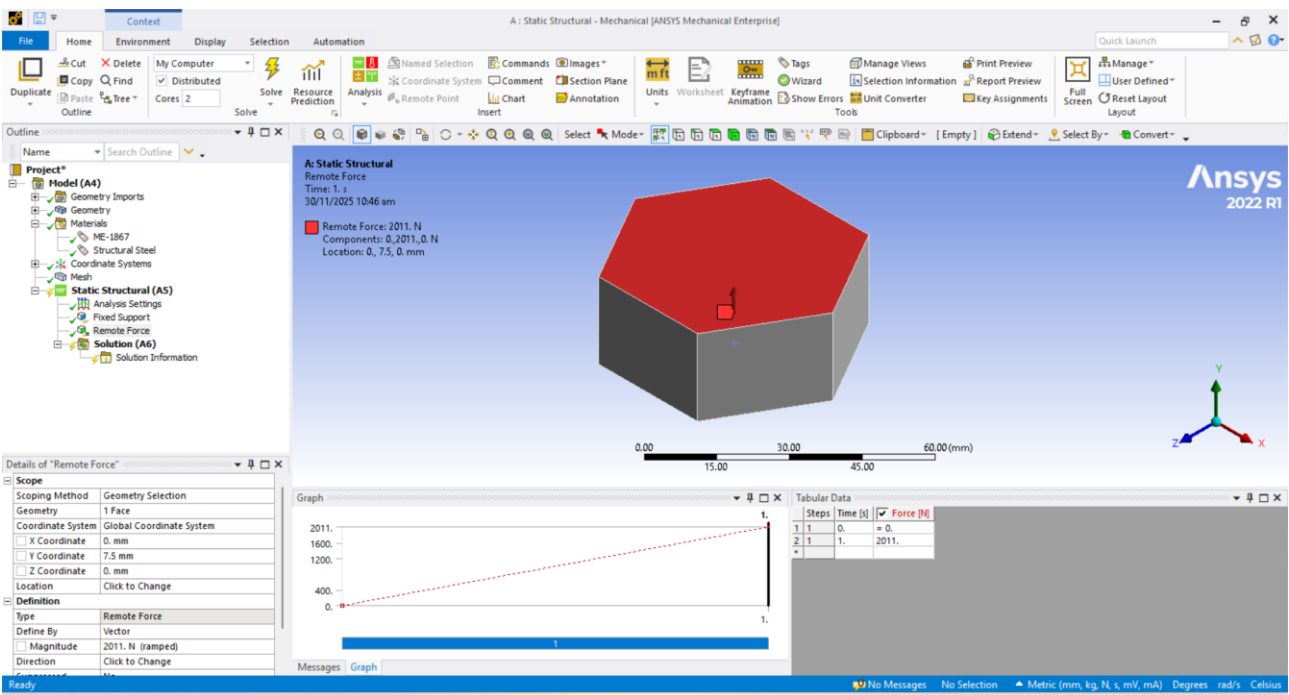 Context
A : Static Structural - Mechanical [ANSYS Mechanical Enterprise]
File Home Environment Display Selection Automation Quick Launch
Duplicate
Cut
Copy
Paste
Delete
Find
Tree
Outline
My Computer
Distributed
Cores 2
Solve
Solve
Resource Prediction
Analysis
Named Selection
Coordinate System
Remote Point
Commands
Comment
Chart
Images
Section Plane
Annotation
Insert
Units
Worksheet
Keyframe Animation
Tags
Wizard
Show Errors
Manage Views
Selection Information
Unit Converter
Print Preview
Report Preview
Key Assignments
Tools
Full Screen
Manage
User Defined
Reset Layout
Layout
Outline
Name Search Outline
Select Mode Clipboard [ Empty ] Extend Select By Convert
Project*
Model (A4)
Geometry Imports
Geometry
Materials
ME-1867
Structural Steel
Coordinate Systems
Mesh
Static Structural (A5)
Analysis Settings
Fixed Support
Remote Force
Solution (A6)
Solution Information
A: Static Structural
Remote Force
Time: 1. s
30/11/2025 10:46 am
Remote Force: 2011. N
Components: 0.,2011.,0. N
Location: 0., 7.5, 0. mm
Ansys
2022 R1
Y
Z X
0.00 30.00 60.00 (mm)
15.00 45.00
Details of "Remote Force"
Scope
Scoping Method Geometry Selection
Geometry 1 Face
Coordinate System Global Coordinate System
X Coordinate 0. mm
Y Coordinate 7.5 mm
Z Coordinate 0. mm
Location Click to Change
Definition
Type Remote Force
Define By Vector
Magnitude 2011. N (ramped)
Direction Click to Change
Graph
1.
2011.
1600.
1200.
400.
0.
1.
1
Messages Graph
Tabular Data
Steps Time [s] Force [N]
1 1 0. = 0.
2 1 1. 2011.
*
Ready No Messages No Selection Metric (mm, kg, N, s, mV, mA) Degrees rad/s Celsius